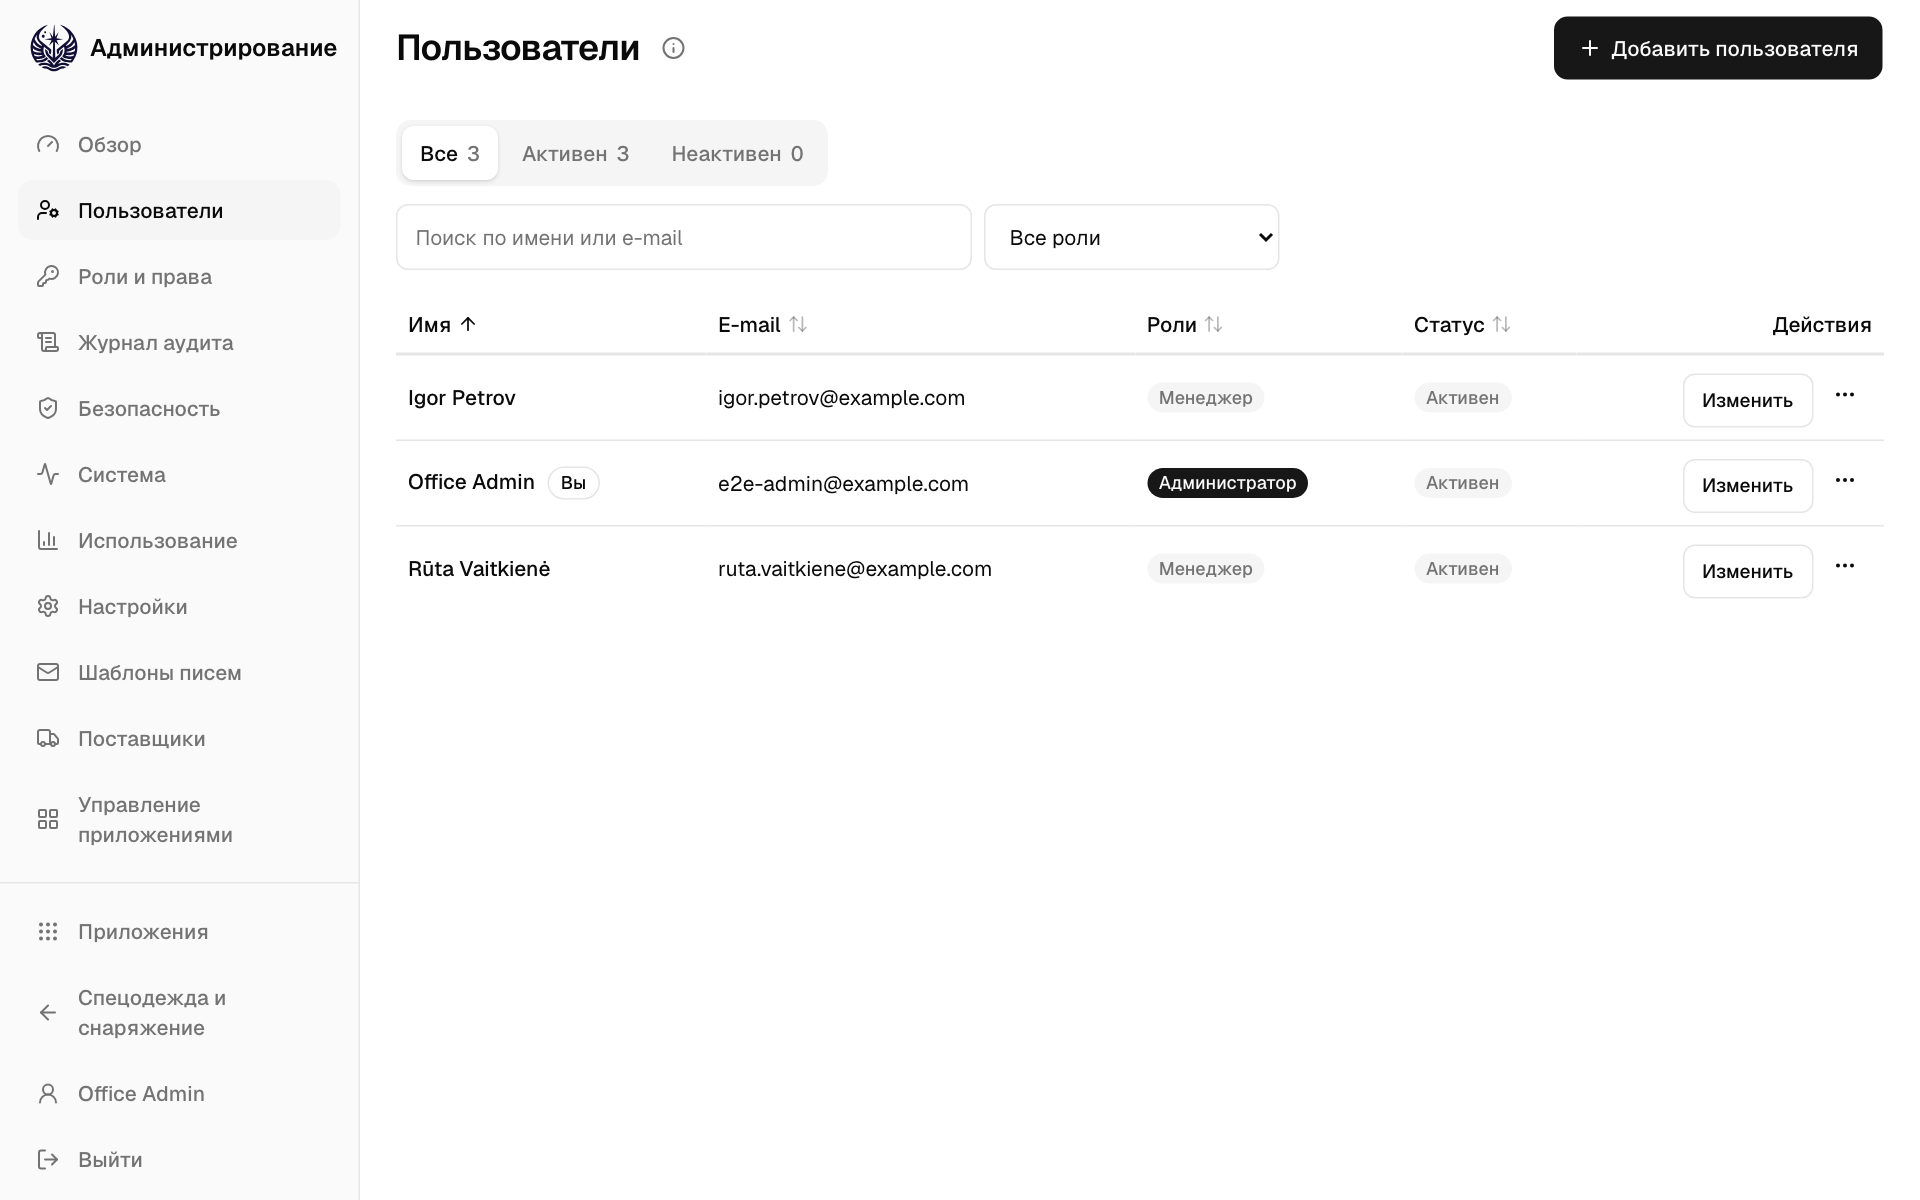 Администрирование
Обзор
Пользователи
Роли и права
Журнал аудита
Безопасность
Система
Использование
Настройки
Шаблоны писем
Поставщики
Управление
приложениями
Приложения
Спецодежда и
снаряжение
Office Admin
Выйти
Пользователи
Добавить пользователя
Все 3 Активен 3 Неактивен 0
Поиск по имени или e-mail Все роли
Имя E-mail Роли Статус Действия
Igor Petrov igor.petrov@example.com Менеджер Активен Изменить
Office Admin Вы e2e-admin@example.com Администратор Активен Изменить
Rūta Vaitkienė ruta.vaitkiene@example.com Менеджер Активен Изменить